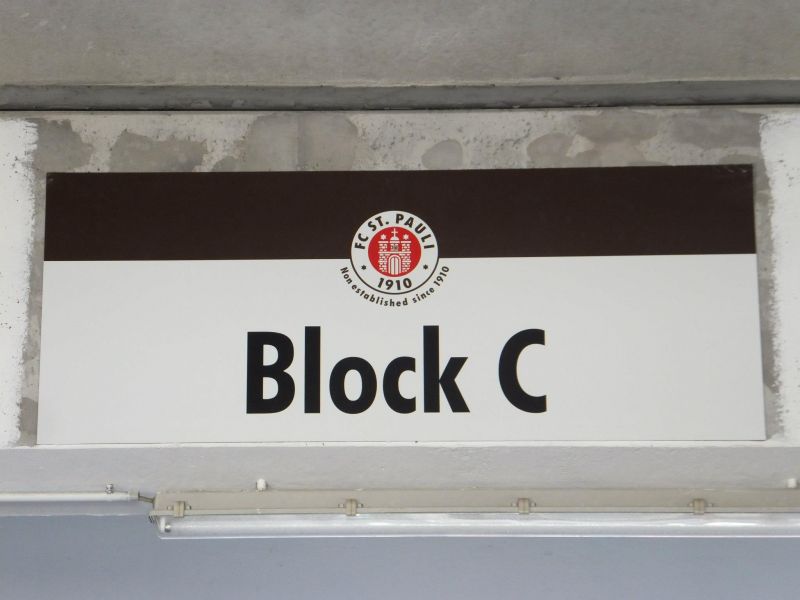 FC ST. PAULI
1910
Non established since 1910
Block C